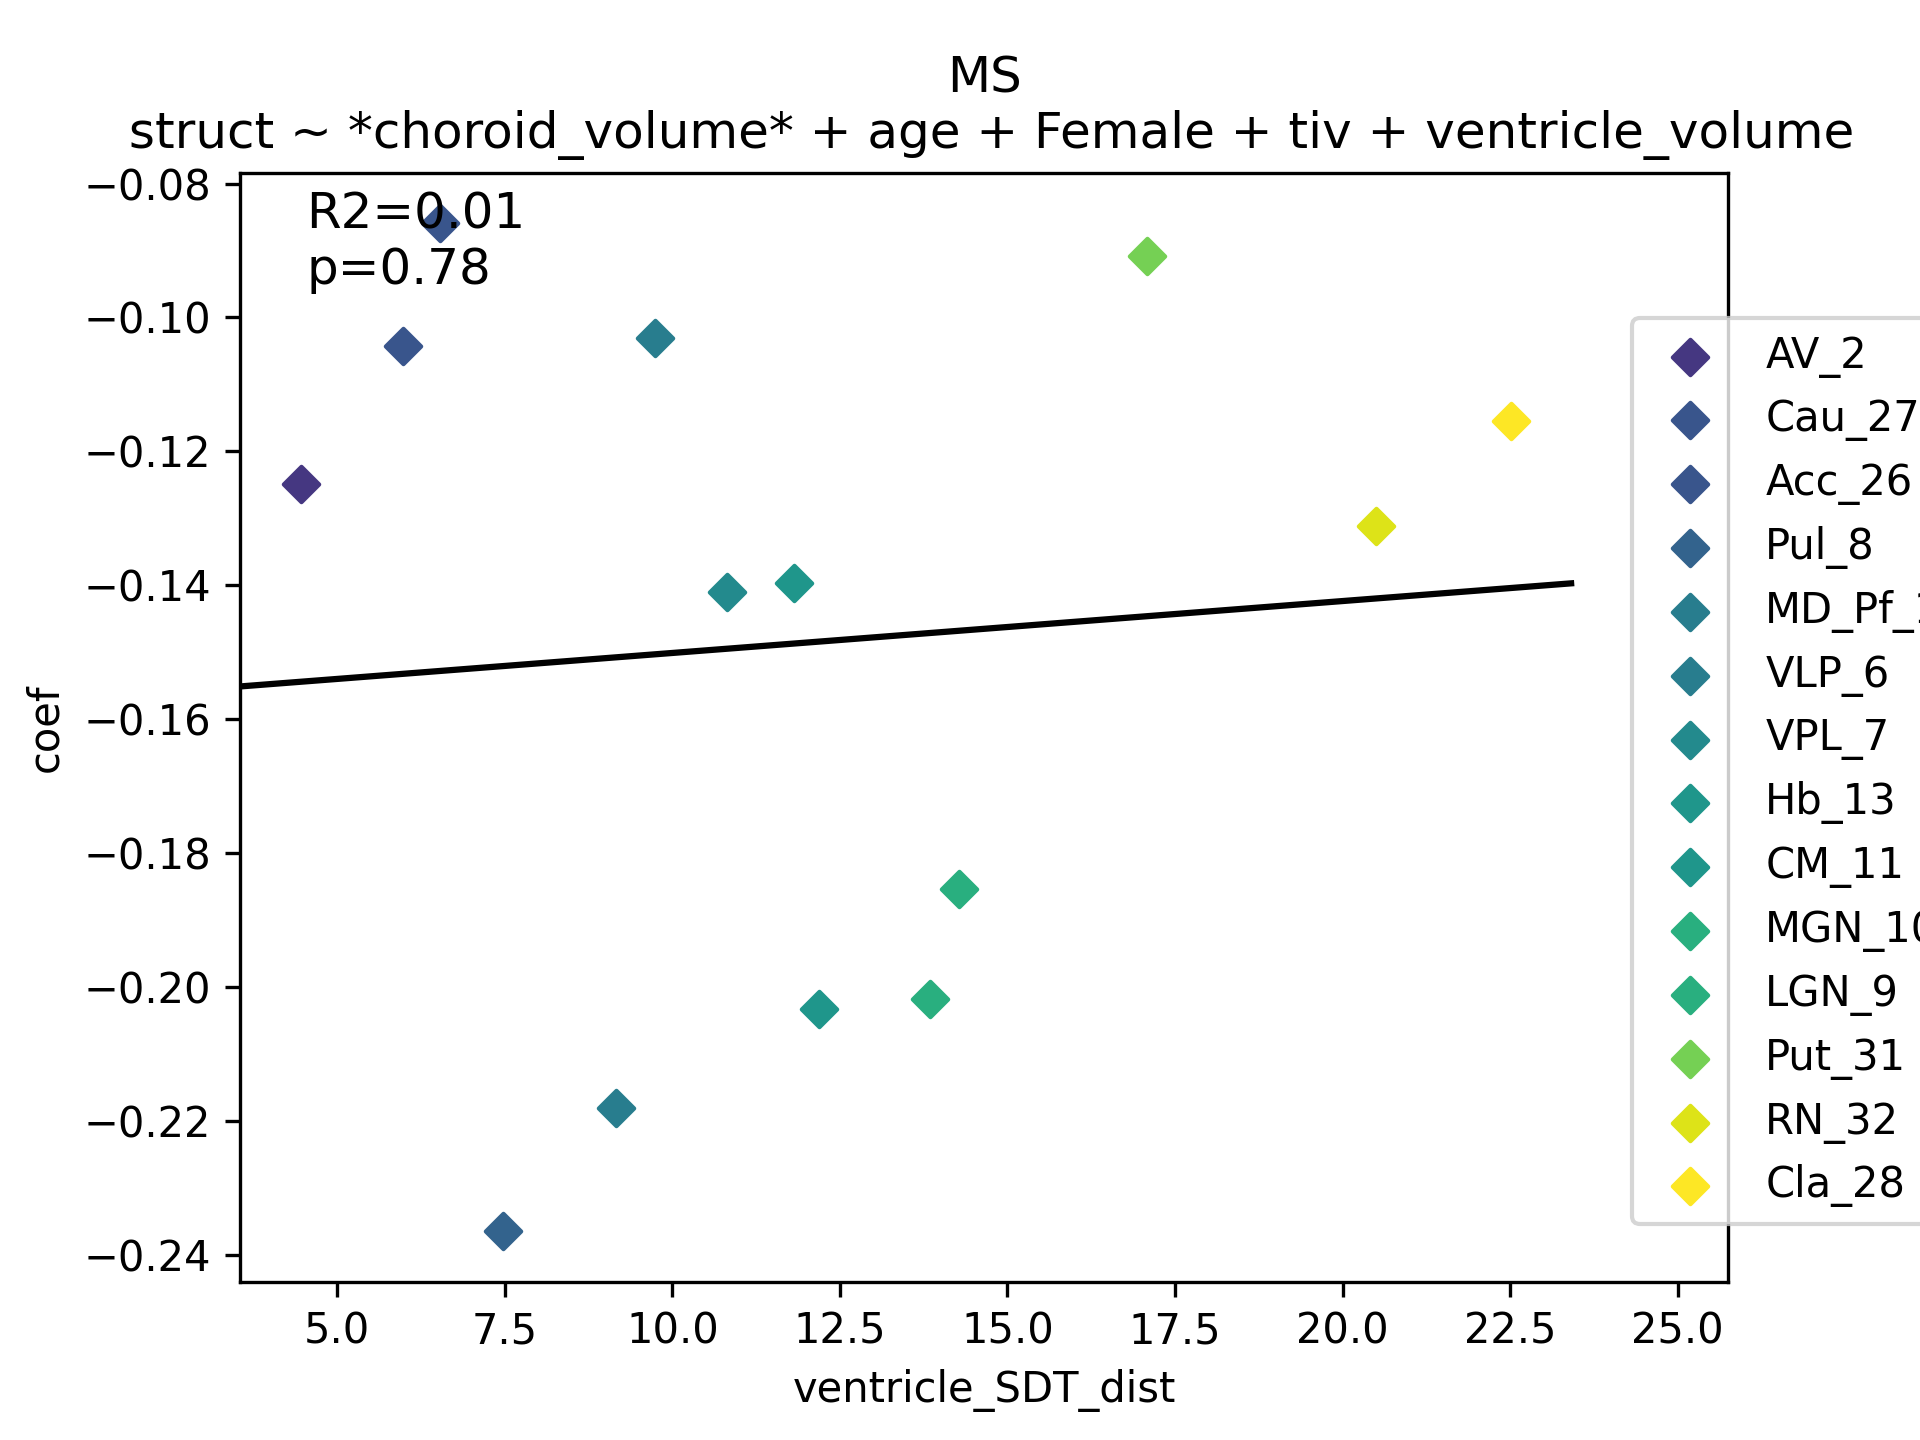 MS
struct ~ *choroid_volume* + age + Female + tiv + ventricle_volume
R2=0.01
p=0.78
−0.08
−0.10
−0.12
−0.14
−0.16
−0.18
−0.20
−0.22
−0.24
coef
5.0 7.5 10.0 12.5 15.0 17.5 20.0 22.5 25.0
ventricle_SDT_dist
AV_2
Cau_27
Acc_26
Pul_8
MD_Pf_
VLP_6
VPL_7
Hb_13
CM_11
MGN_10
LGN_9
Put_31
RN_32
Cla_28